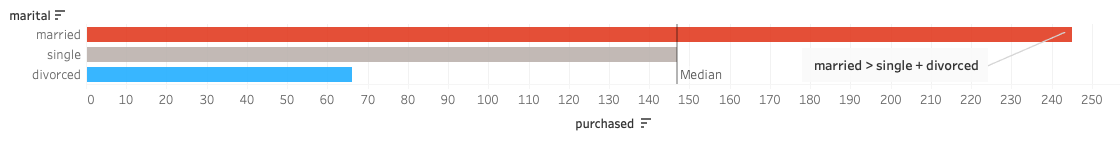 marital
married
single
divorced
married > single + divorced
Median
0 10 20 30 40 50 60 70 80 90 100 110 120 130 140 150 160 170 180 190 200 210 220 230 240 250
purchased